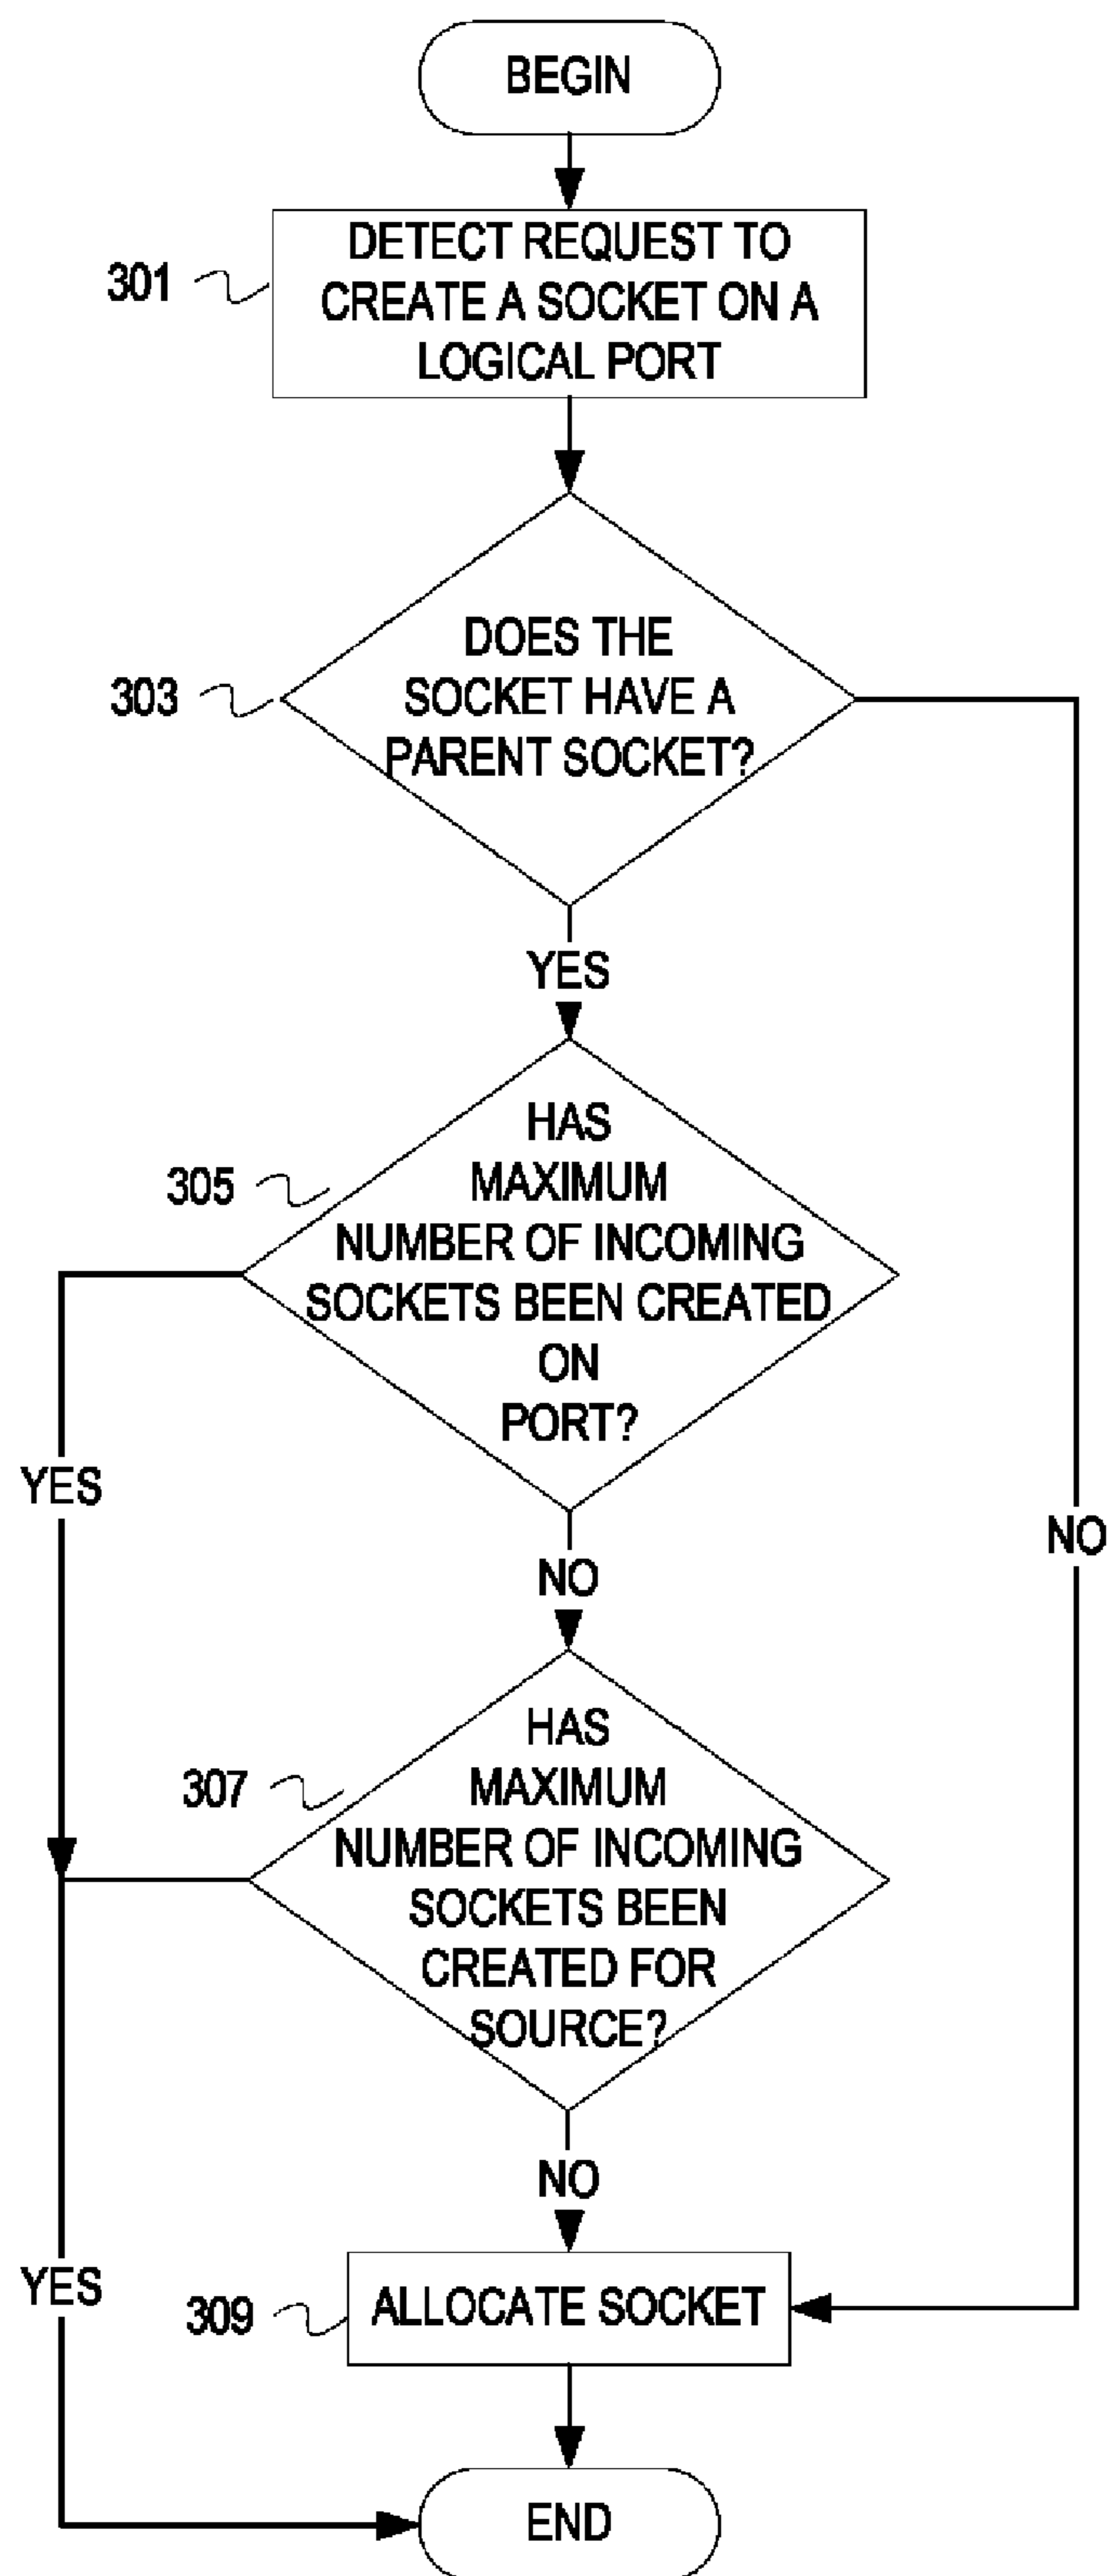 BEGIN
DETECT REQUEST TO
CREATE A SOCKET ON A
LOGICAL PORT
301
DOES THE
SOCKET HAVE A
PARENT SOCKET?
303
YES
HAS
MAXIMUM
NUMBER OF INCOMING
SOCKETS BEEN CREATED
ON
PORT?
305
YES
NO
NO
HAS
MAXIMUM
NUMBER OF INCOMING
SOCKETS BEEN
CREATED FOR
SOURCE?
307
NO
YES
ALLOCATE SOCKET
309
END